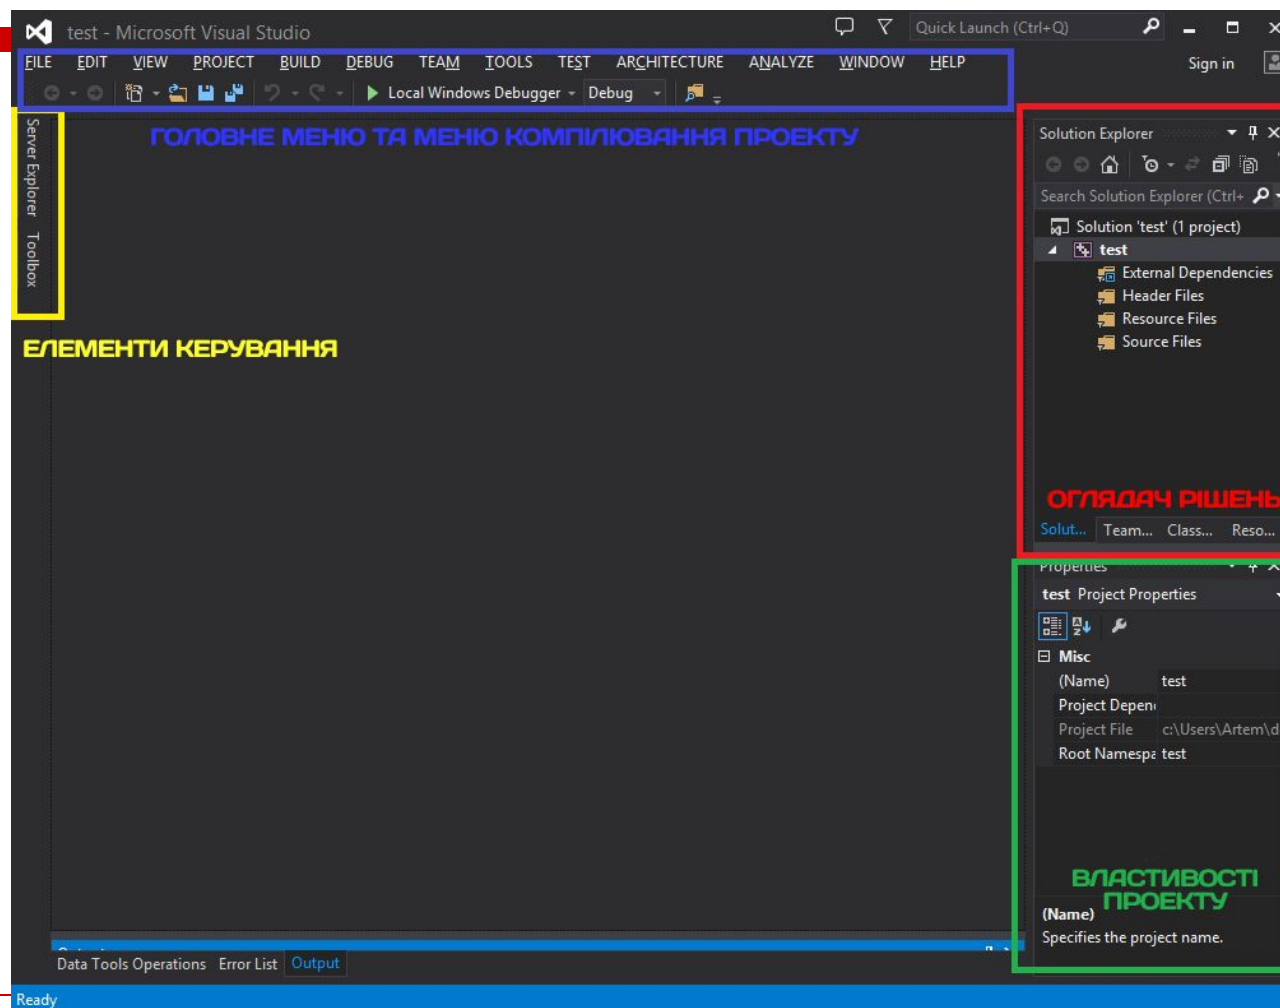 test - Microsoft Visual Studio
Quick Launch (Ctrl+Q)
FILE EDIT VIEW PROJECT BUILD DEBUG TEAM TOOLS TEST ARCHITECTURE ANALYZE WINDOW HELP
Sign in
Local Windows Debugger Debug
Server Explorer
Toolbox
ГОЛОВНЕ МЕНЮ ТА МЕНЮ КОМПІЛЮВАННЯ ПРОЕКТУ
ЕЛЕМЕНТИ КЕРУВАННЯ
Solution Explorer
Search Solution Explorer (Ctrl+
Solution 'test' (1 project)
test
External Dependencies
Header Files
Resource Files
Source Files
ОГЛЯДАЧ РІШЕНЬ
Solut... Team... Class... Reso...
Properties
test Project Properties
Misc
(Name) test
Project Depen
Project File c:\Users\Artem\d
Root Namespa test
ВЛАСТИВОСТІ
ПРОЕКТУ
(Name)
Specifies the project name.
Data Tools Operations Error List Output
Ready